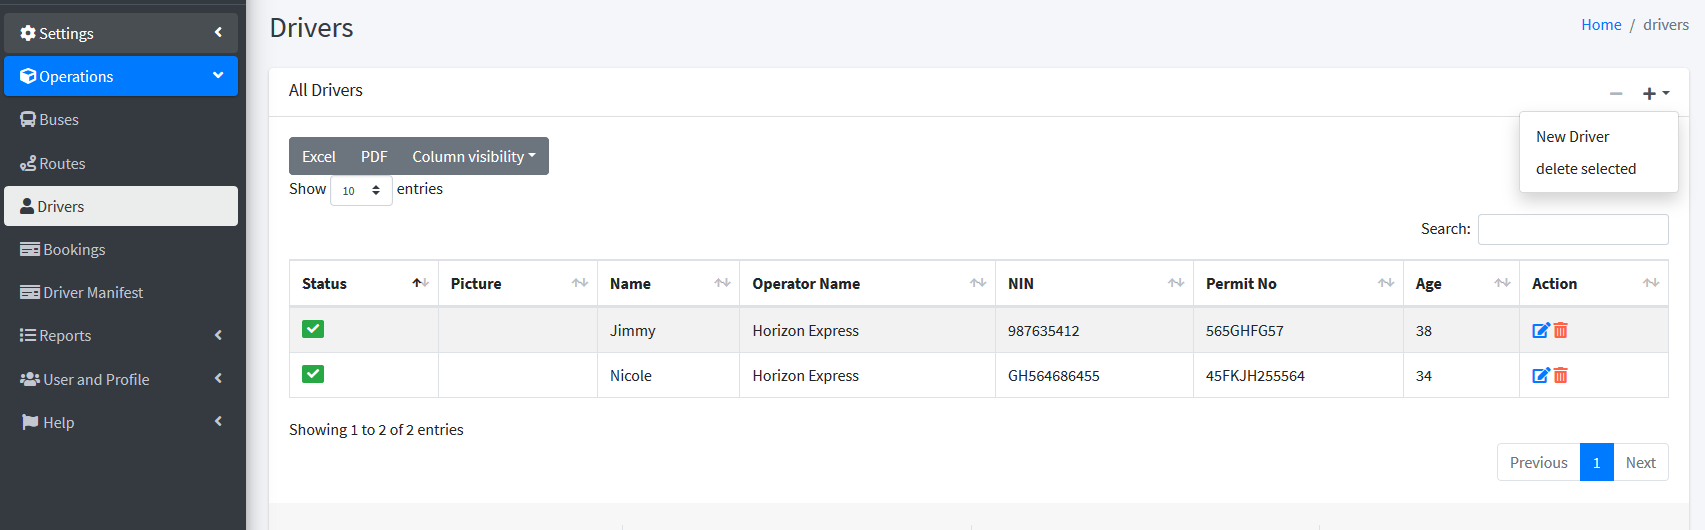 Settings
Operations
Buses
Routes
Drivers
Bookings
Driver Manifest
Reports
User and Profile
Help
Drivers
Home / drivers
All Drivers
New Driver
delete selected
Excel PDF Column visibility
Show 10 entries
Search:
Status Picture Name Operator Name NIN Permit No Age Action
Jimmy Horizon Express 987635412 565GHFG57 38
Nicole Horizon Express GH564686455 45FKJH255564 34
Showing 1 to 2 of 2 entries
Previous 1 Next